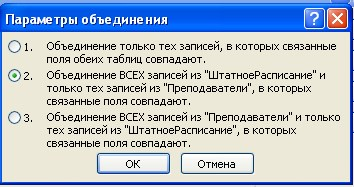 Параметры объединения
1. Объединение только тех записей, в которых связанные
поля обеих таблиц совпадают.
2. Объединение ВСЕХ записей из "ШтатноеРасписание" и
только тех записей из "Преподаватели", в которых
связанные поля совпадают.
3. Объединение ВСЕХ записей из "Преподаватели" и только
тех записей из "ШтатноеРасписание", в которых
связанные поля совпадают.
ОК
Отмена